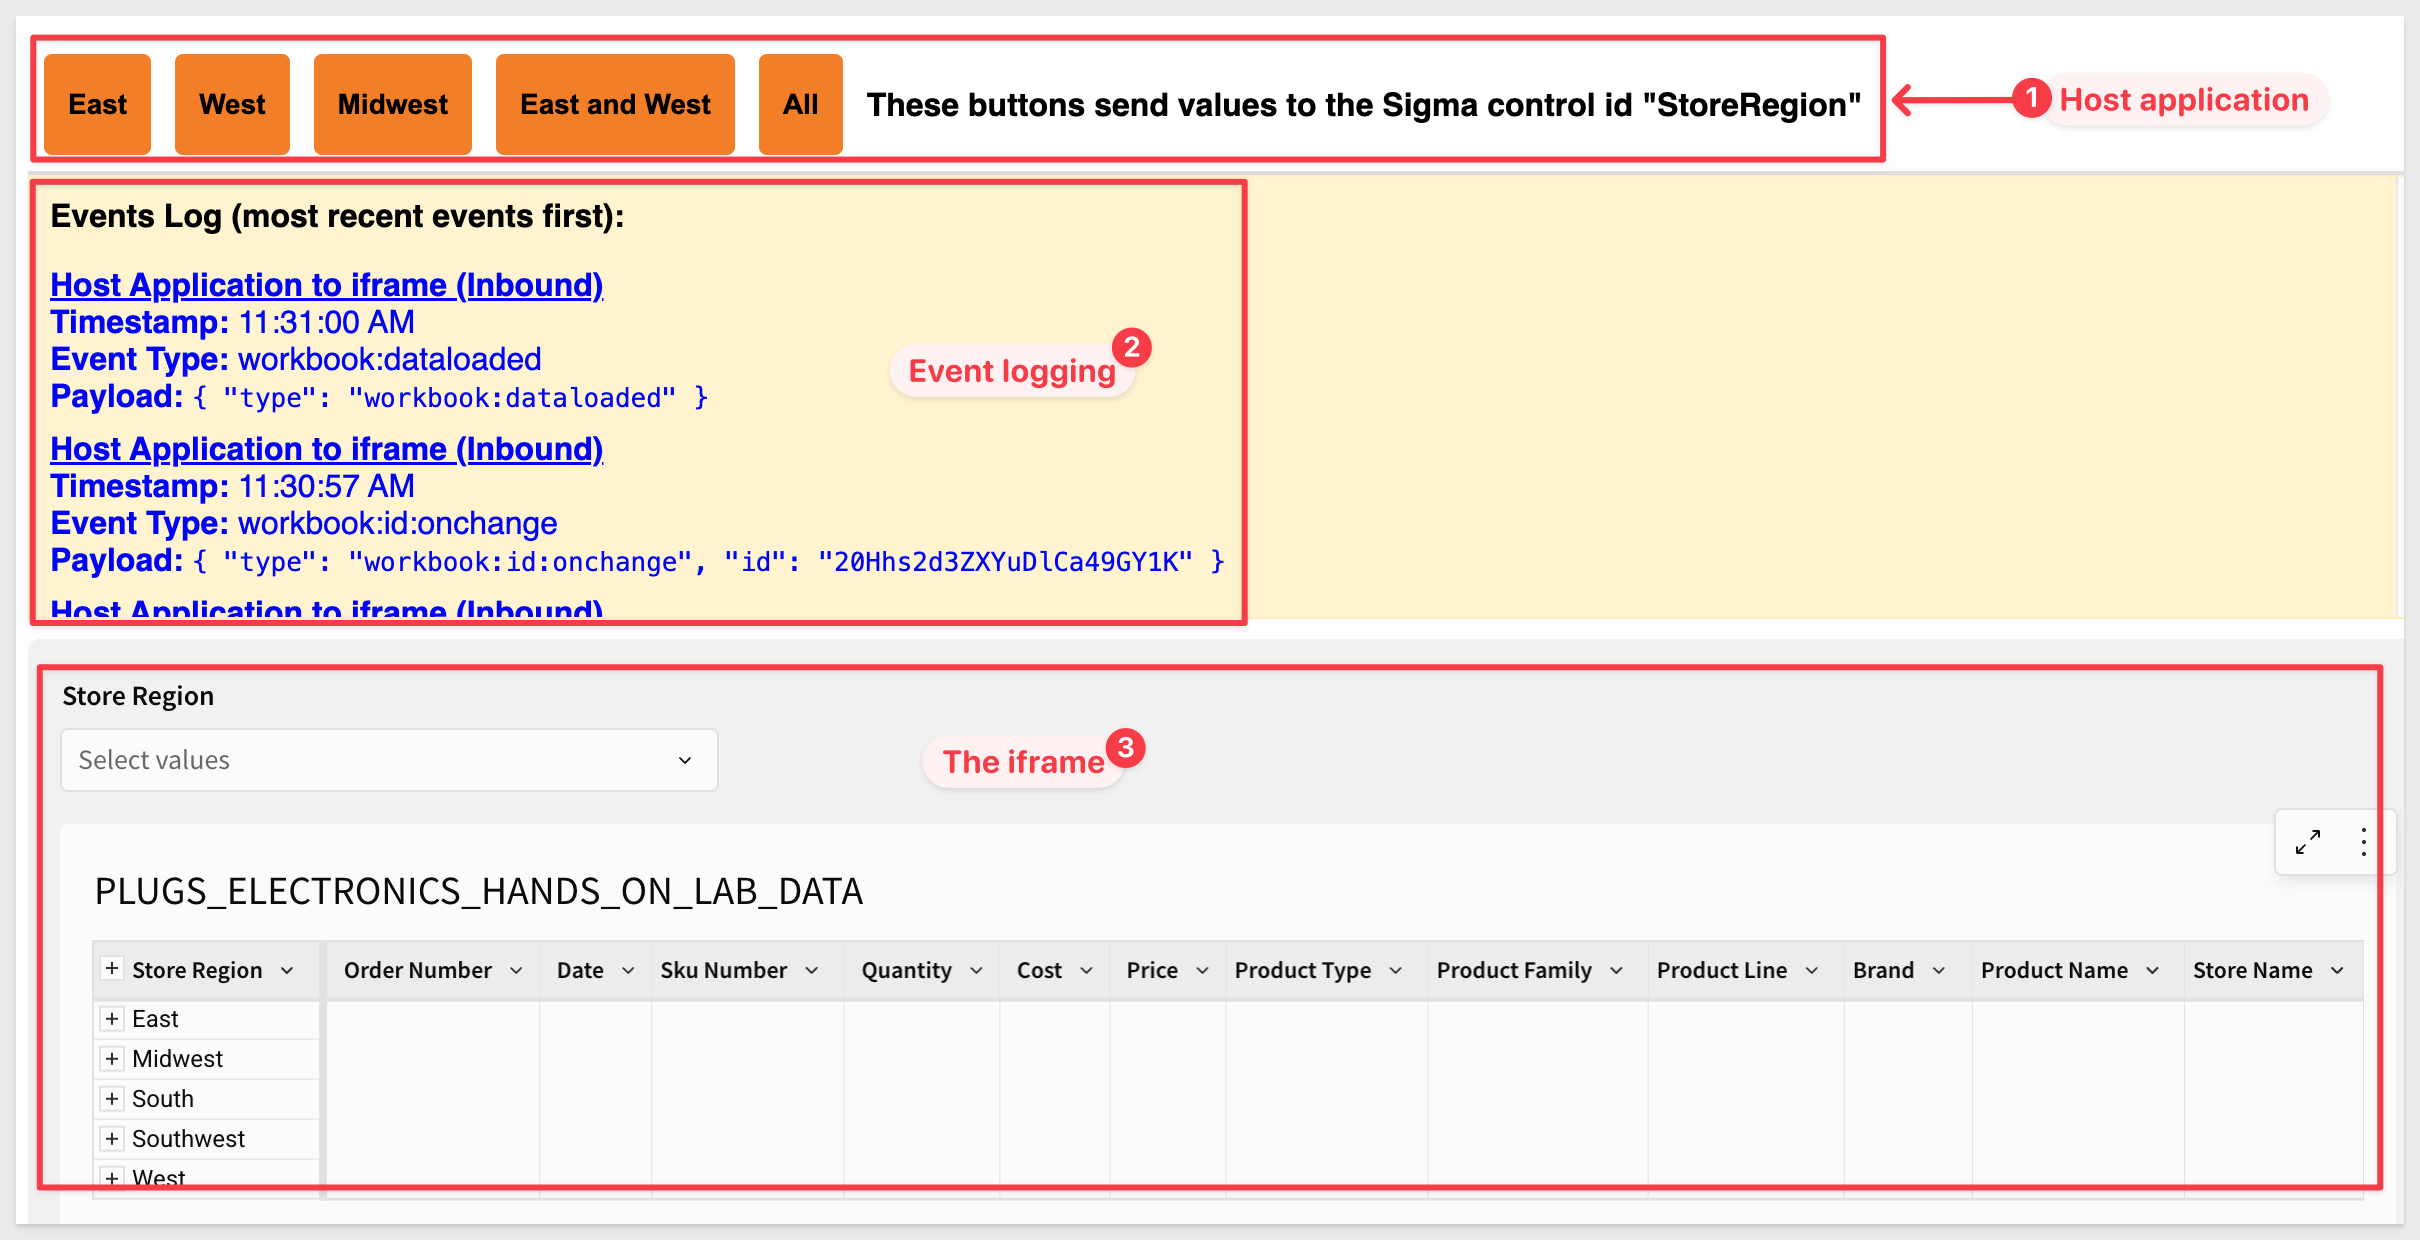 East
West
Midwest
East and West
All
These buttons send values to the Sigma control id "StoreRegion"
1 Host application
Events Log (most recent events first):
Host Application to iframe (Inbound)
Timestamp: 11:31:00 AM
Event Type: workbook:dataloaded
Payload: { "type": "workbook:dataloaded" }
Event logging 2
Host Application to iframe (Inbound)
Timestamp: 11:30:57 AM
Event Type: workbook:id:onchange
Payload: { "type": "workbook:id:onchange", "id": "20Hhs2d3ZXYuDlCa49GY1K" }
Host Application to iframe (Inbound)
Store Region
Select values
The iframe 3
PLUGS_ELECTRONICS_HANDS_ON_LAB_DATA
Store Region Order Number Date Sku Number Quantity Cost Price Product Type Product Family Product Line Brand Product Name Store Name
East
Midwest
South
Southwest
West